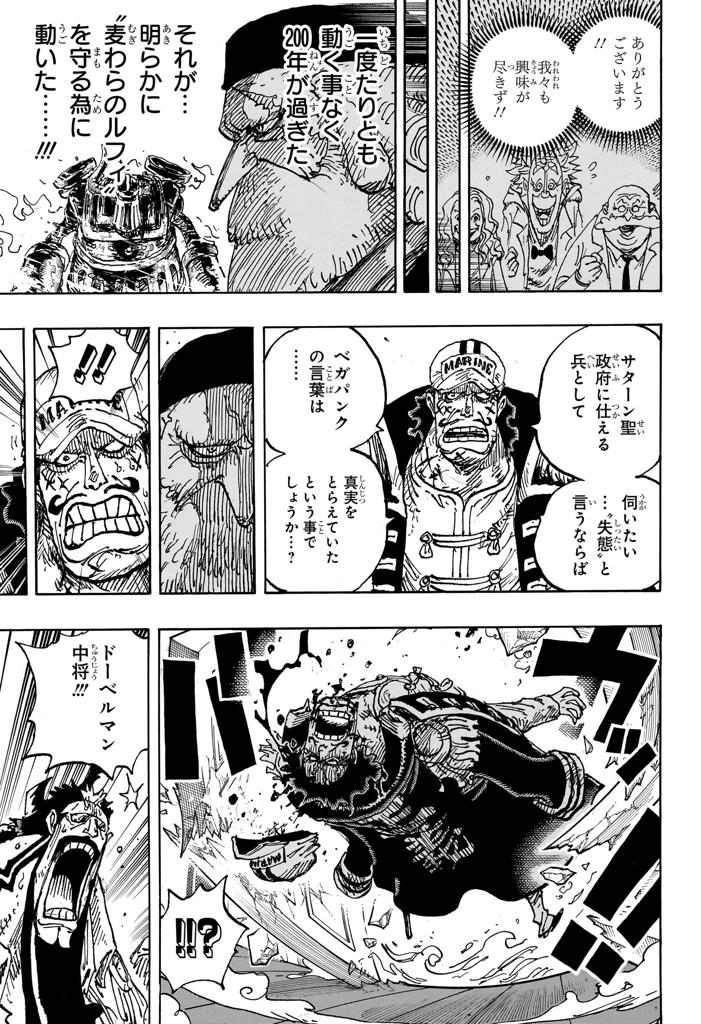 ありがとう
ございます
!!
我々も
興味が
尽きず!!
一度たりとも
動く事なく
200年が過ぎた
それが…
明らかに
“麦わらのルフィ”
を守る為に
動いた……!!!
サターン聖
政府に仕える
兵として
伺いたい
…“失態”と
言うならば
MARINE
ベガパンク
の言葉は
……
真実を
とらえていた
という事で
しょうか…?
!!
MARI
ドン!!
MARIN
!!?
ドーベルマン
中将!!!